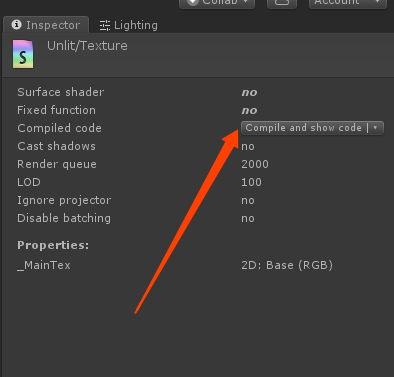 Collab
Account
Inspector
Lighting
S
Unlit/Texture
Surface shader no
Fixed function no
Compiled code Compile and show code
Cast shadows no
Render queue 2000
LOD 100
Ignore projector no
Disable batching no
Properties:
_MainTex 2D: Base (RGB)